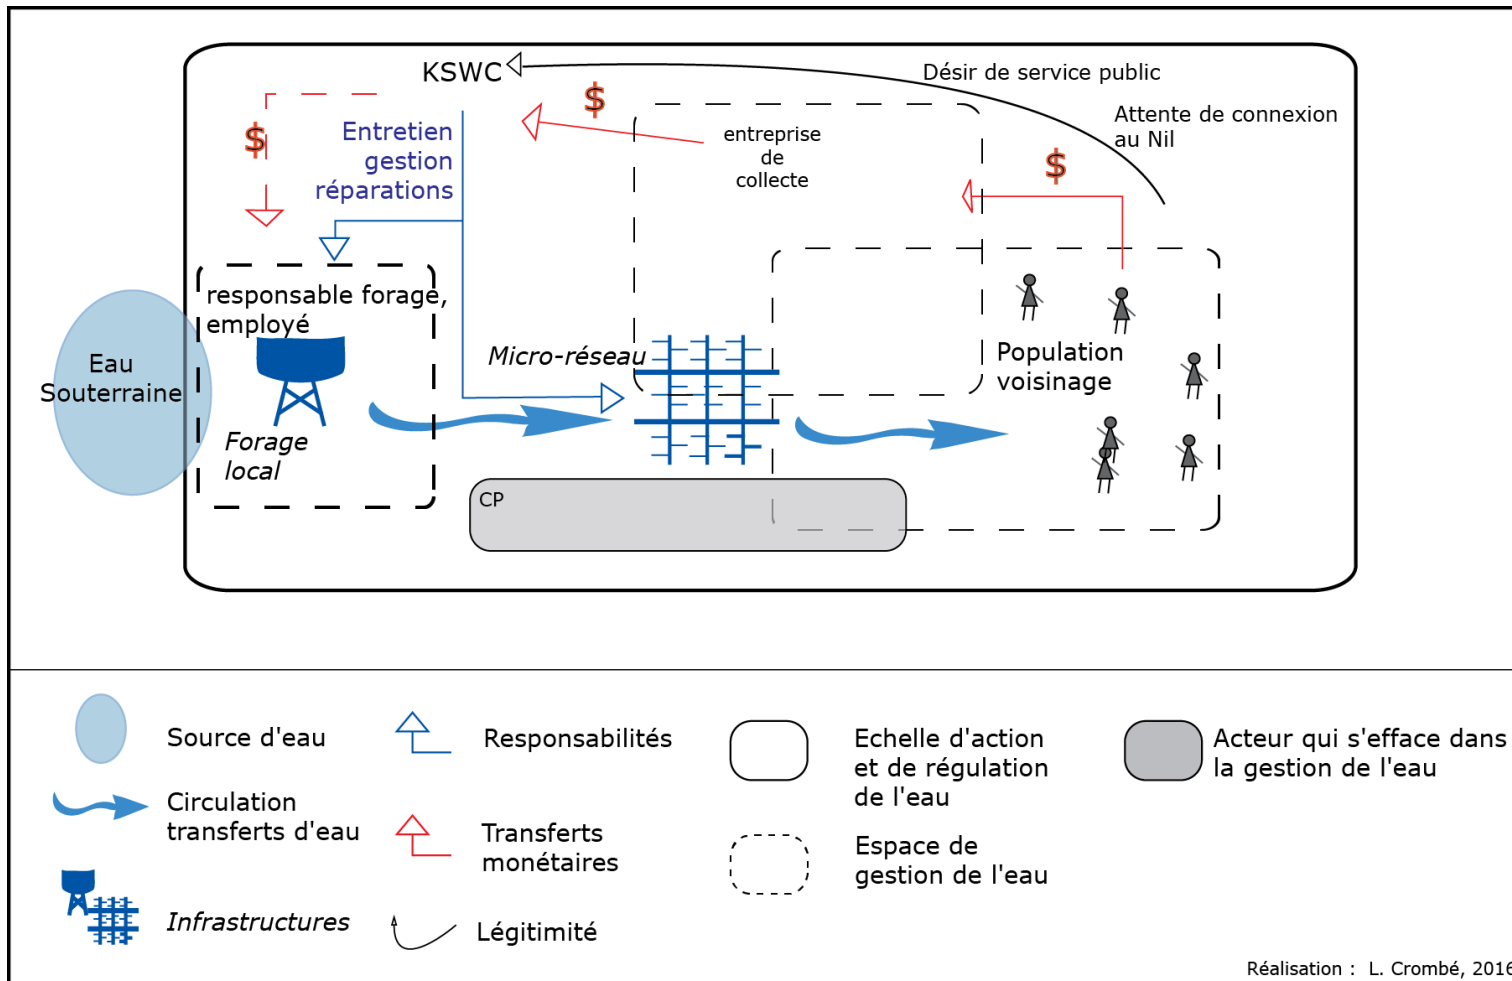 KSWC
$
Désir de service public
Attente de connexion
au Nil
$
Entretien
gestion
réparations
entreprise
de
collecte
$
responsable forage,
employé
Eau
Souterraine
Micro-réseau
Population
voisinage
Forage
local
CP
Source d'eau
Circulation
transferts d'eau
Infrastructures
Responsabilités
Transferts
monétaires
Légitimité
Echelle d'action
et de régulation
de l'eau
Espace de
gestion de l'eau
Acteur qui s'efface dans
la gestion de l'eau
Réalisation : L. Crombé, 2016